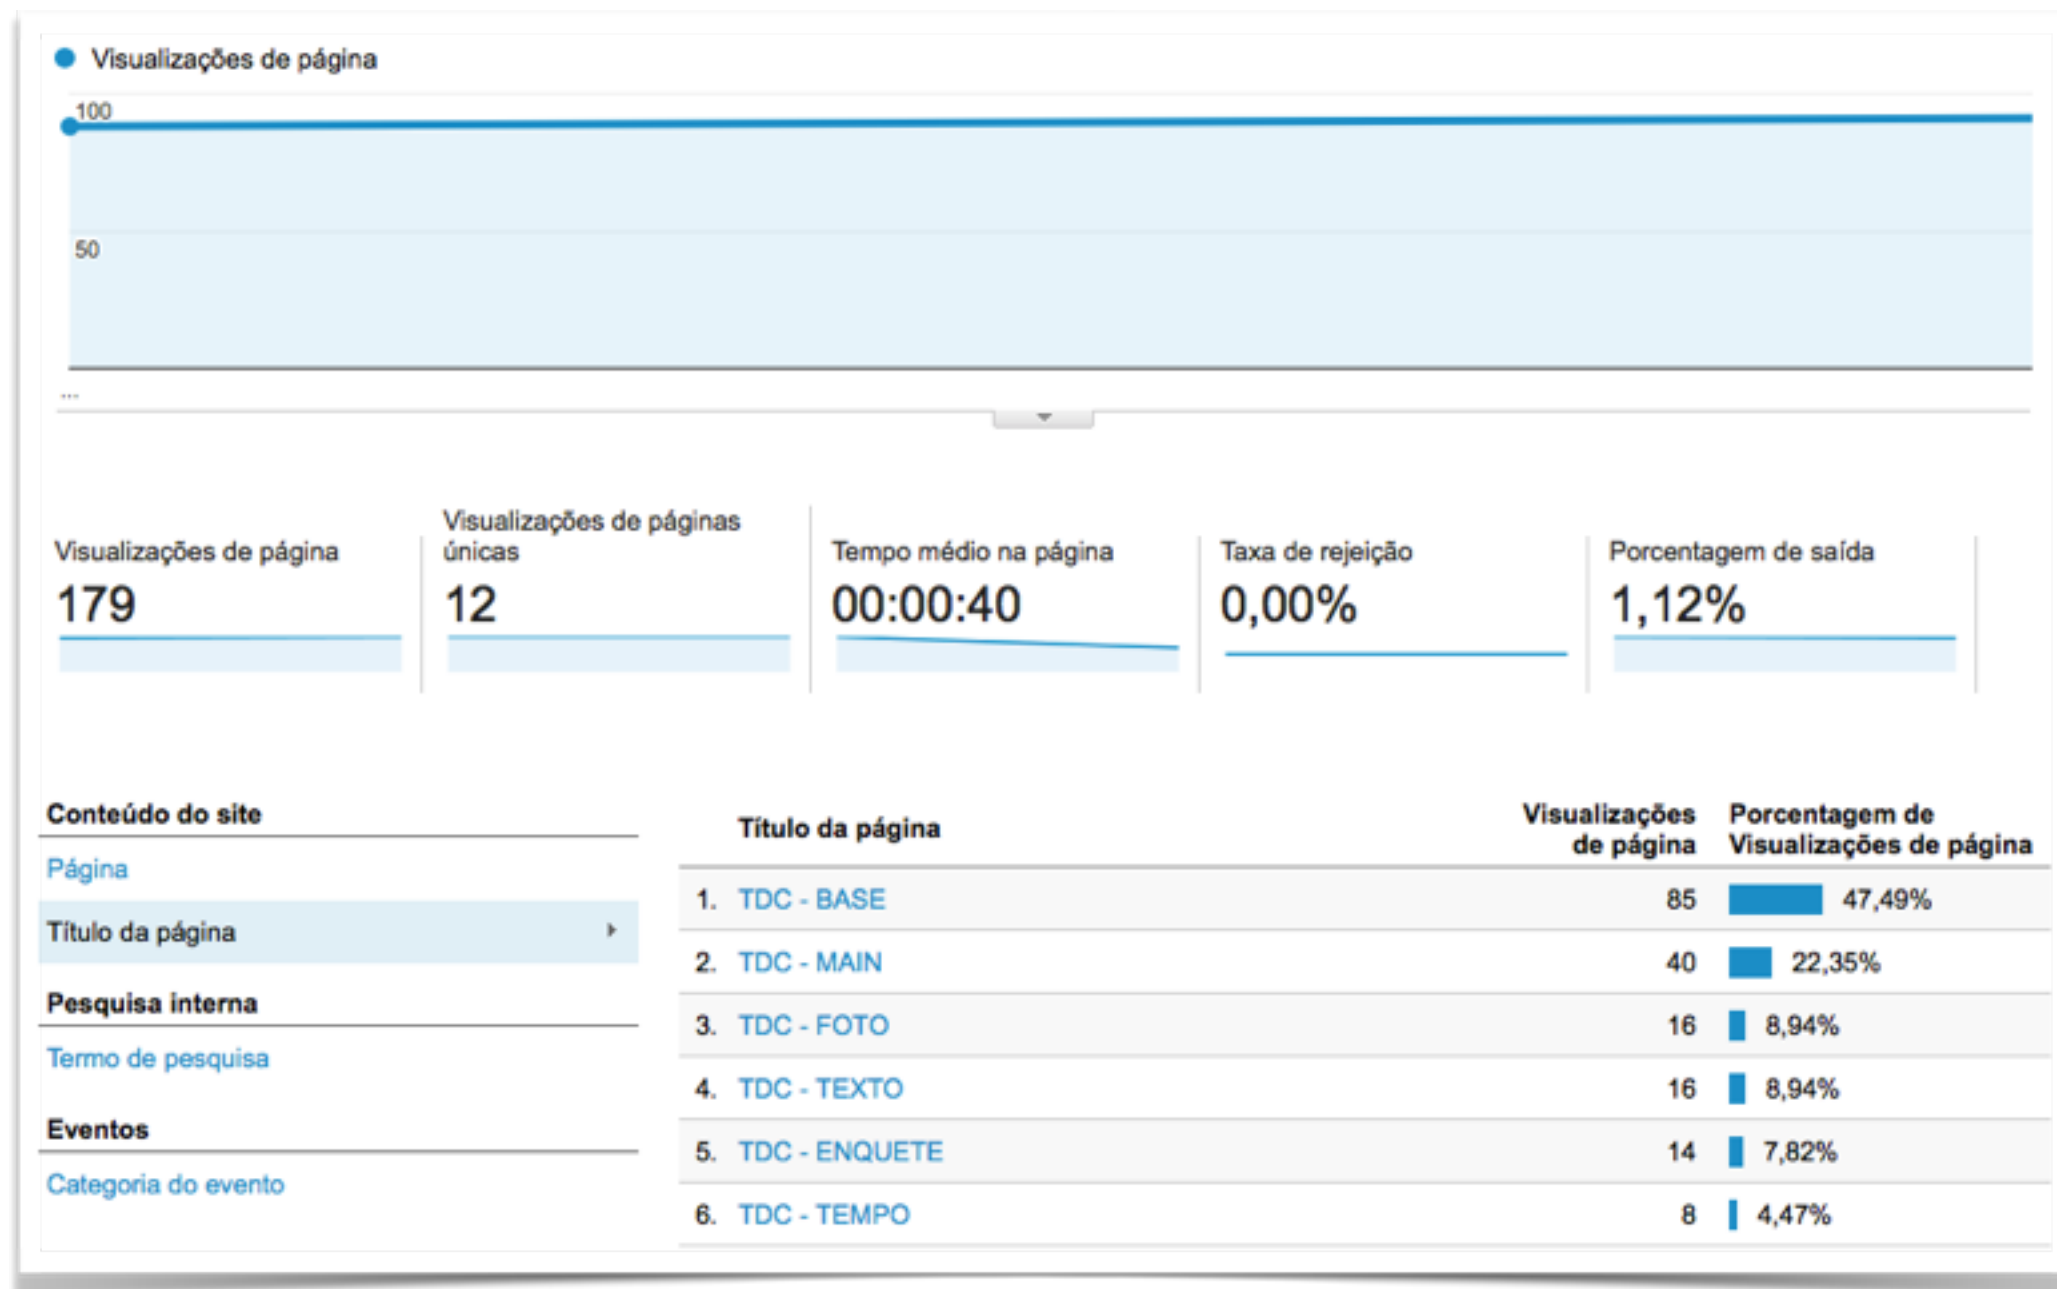 Visualizações de página
100
50
...
Visualizações de página
179
Visualizações de páginas
únicas
12
Tempo médio na página
00:00:40
Taxa de rejeição
0,00%
Porcentagem de saída
1,12%
Conteúdo do site
Página
Título da página
Pesquisa interna
Termo de pesquisa
Eventos
Categoria do evento
Título da página Visualizações de página Porcentagem de Visualizações de página
1. TDC - BASE 85 47,49%
2. TDC - MAIN 40 22,35%
3. TDC - FOTO 16 8,94%
4. TDC - TEXTO 16 8,94%
5. TDC - ENQUETE 14 7,82%
6. TDC - TEMPO 8 4,47%